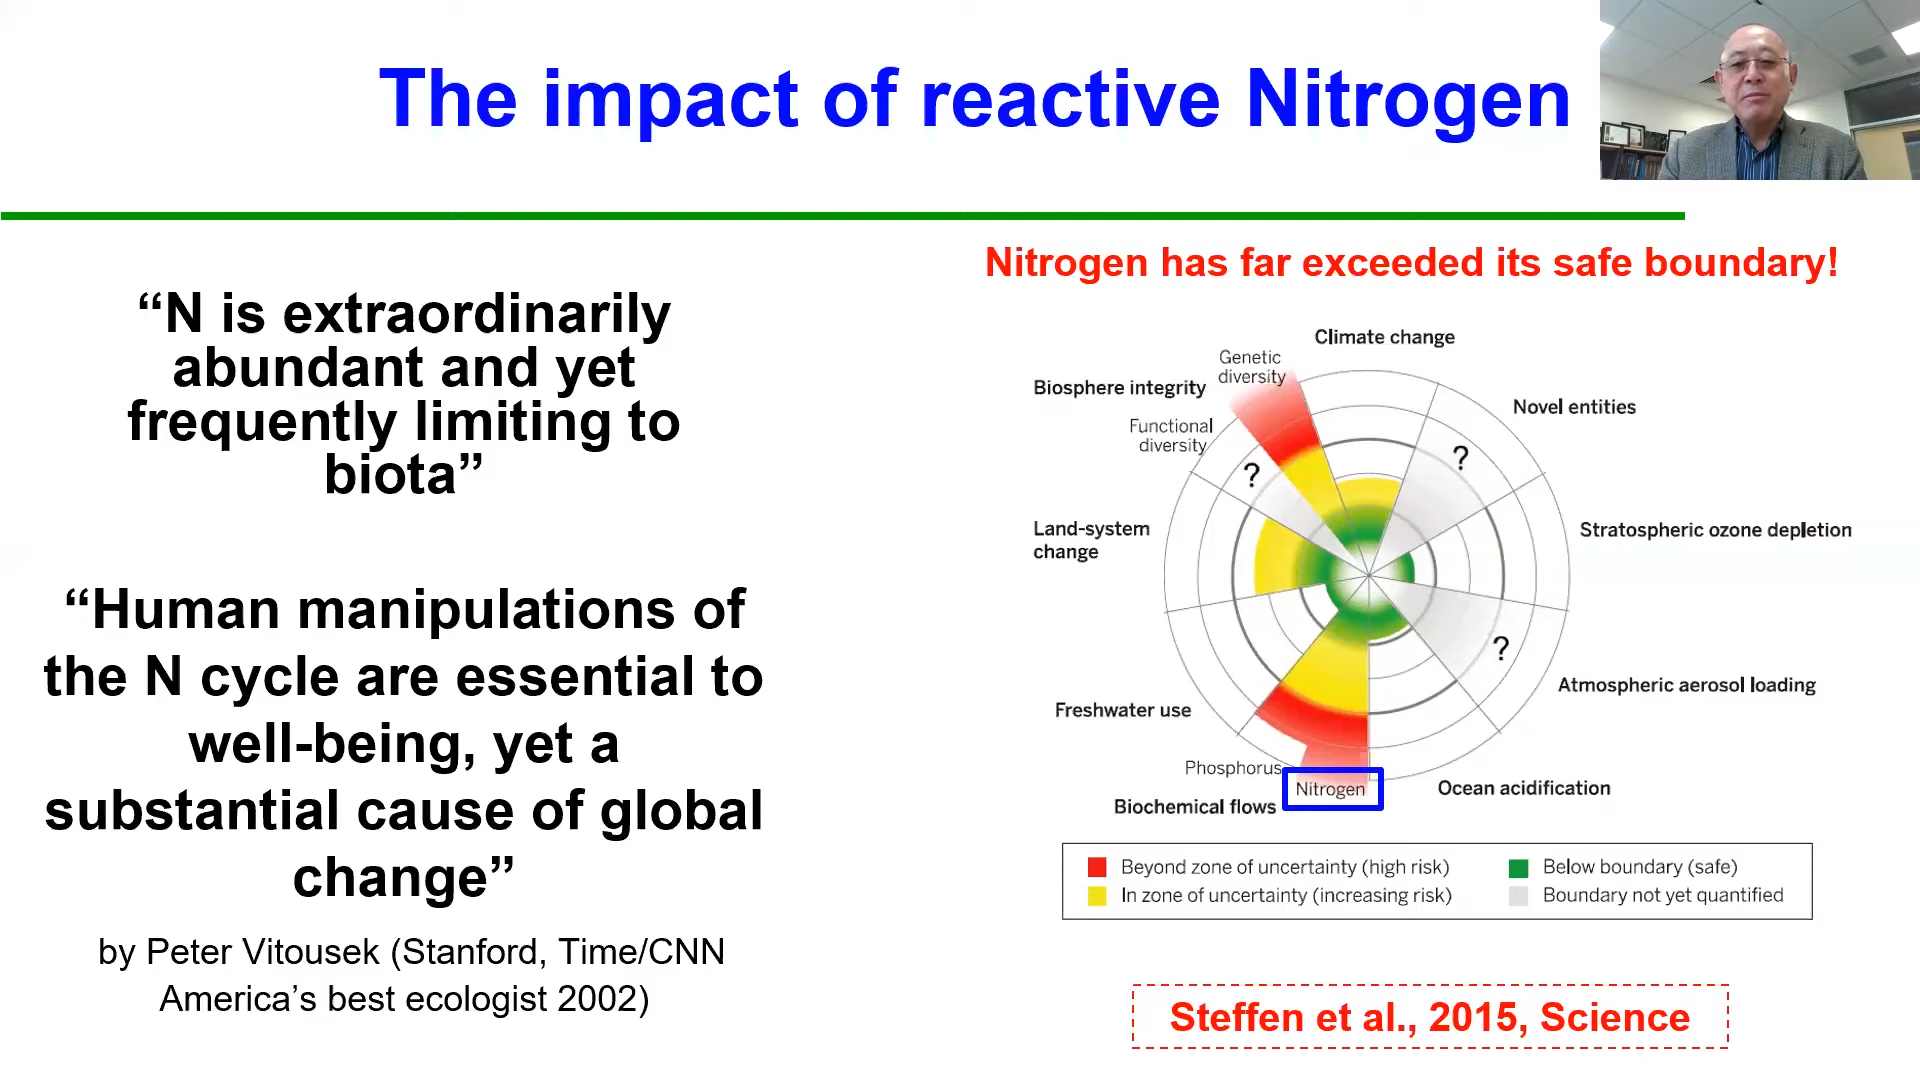 The impact of reactive Nitrogen
“N is extraordinarily
abundant and yet
frequently limiting to
biota”
“Human manipulations of
the N cycle are essential to
well-being, yet a
substantial cause of global
change”
by Peter Vitousek (Stanford, Time/CNN
America’s best ecologist 2002)
Nitrogen has far exceeded its safe boundary!
Climate change
Genetic
diversity
Biosphere integrity
Functional
diversity
Novel entities
?
?
Land-system
change
Stratospheric ozone depletion
?
Atmospheric aerosol loading
Freshwater use
Phosphorus
Nitrogen
Biochemical flows
Ocean acidification
Beyond zone of uncertainty (high risk)
In zone of uncertainty (increasing risk)
Below boundary (safe)
Boundary not yet quantified
Steffen et al., 2015, Science